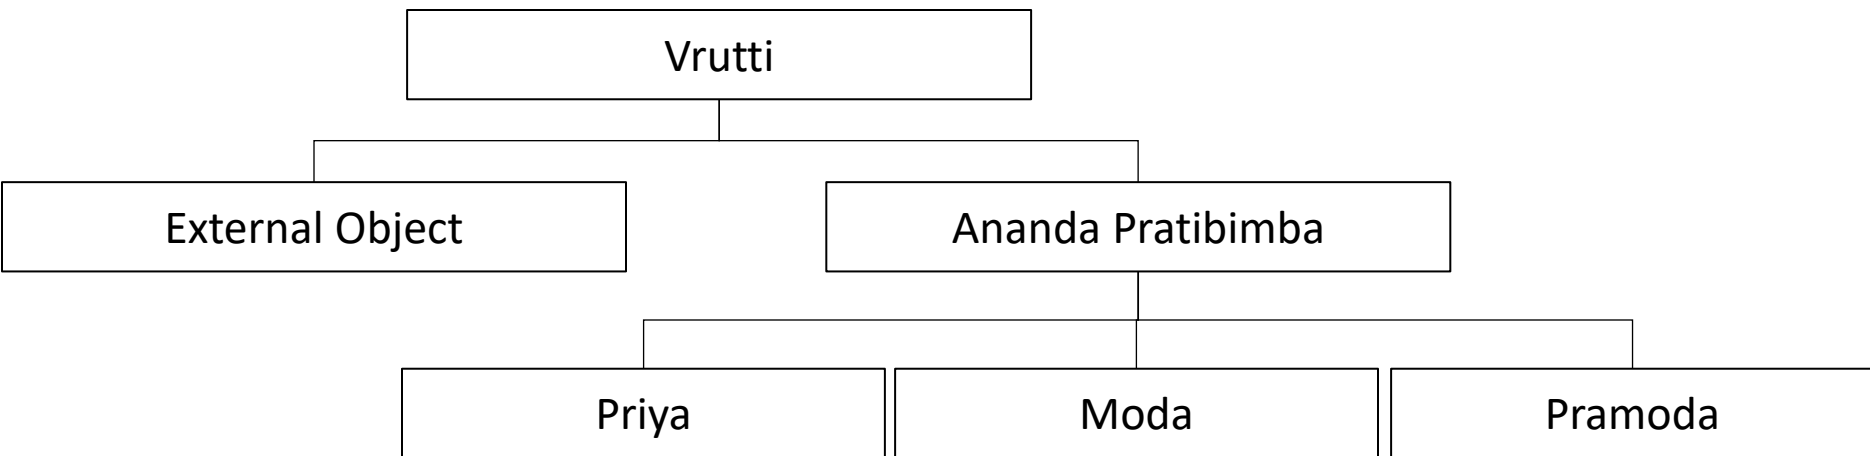 Vrutti
External Object
Ananda Pratibimba
Priya
Moda
Pramoda